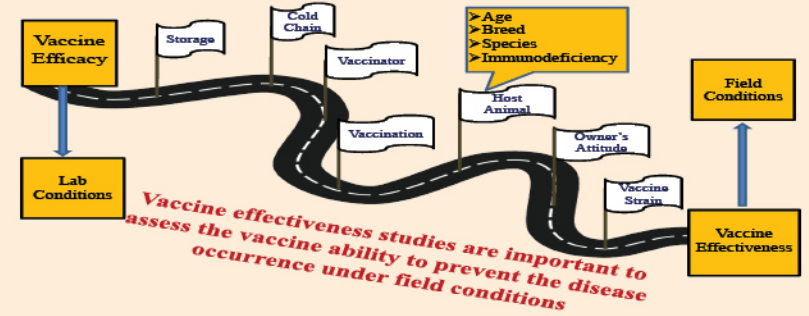 Vaccine
Efficacy
Lab
Conditions
Storage
Cold
Chain
Vaccinator
Vaccination
➤Age
➤Breed
➤Species
➤Immunodeficiency
Host
Animal
Owner's
Attitude
Vaccine
Strain
Field
Conditions
Vaccine
Effectiveness
Vaccine effectiveness studies are important to
assess the vaccine ability to prevent the disease
occurrence under field conditions